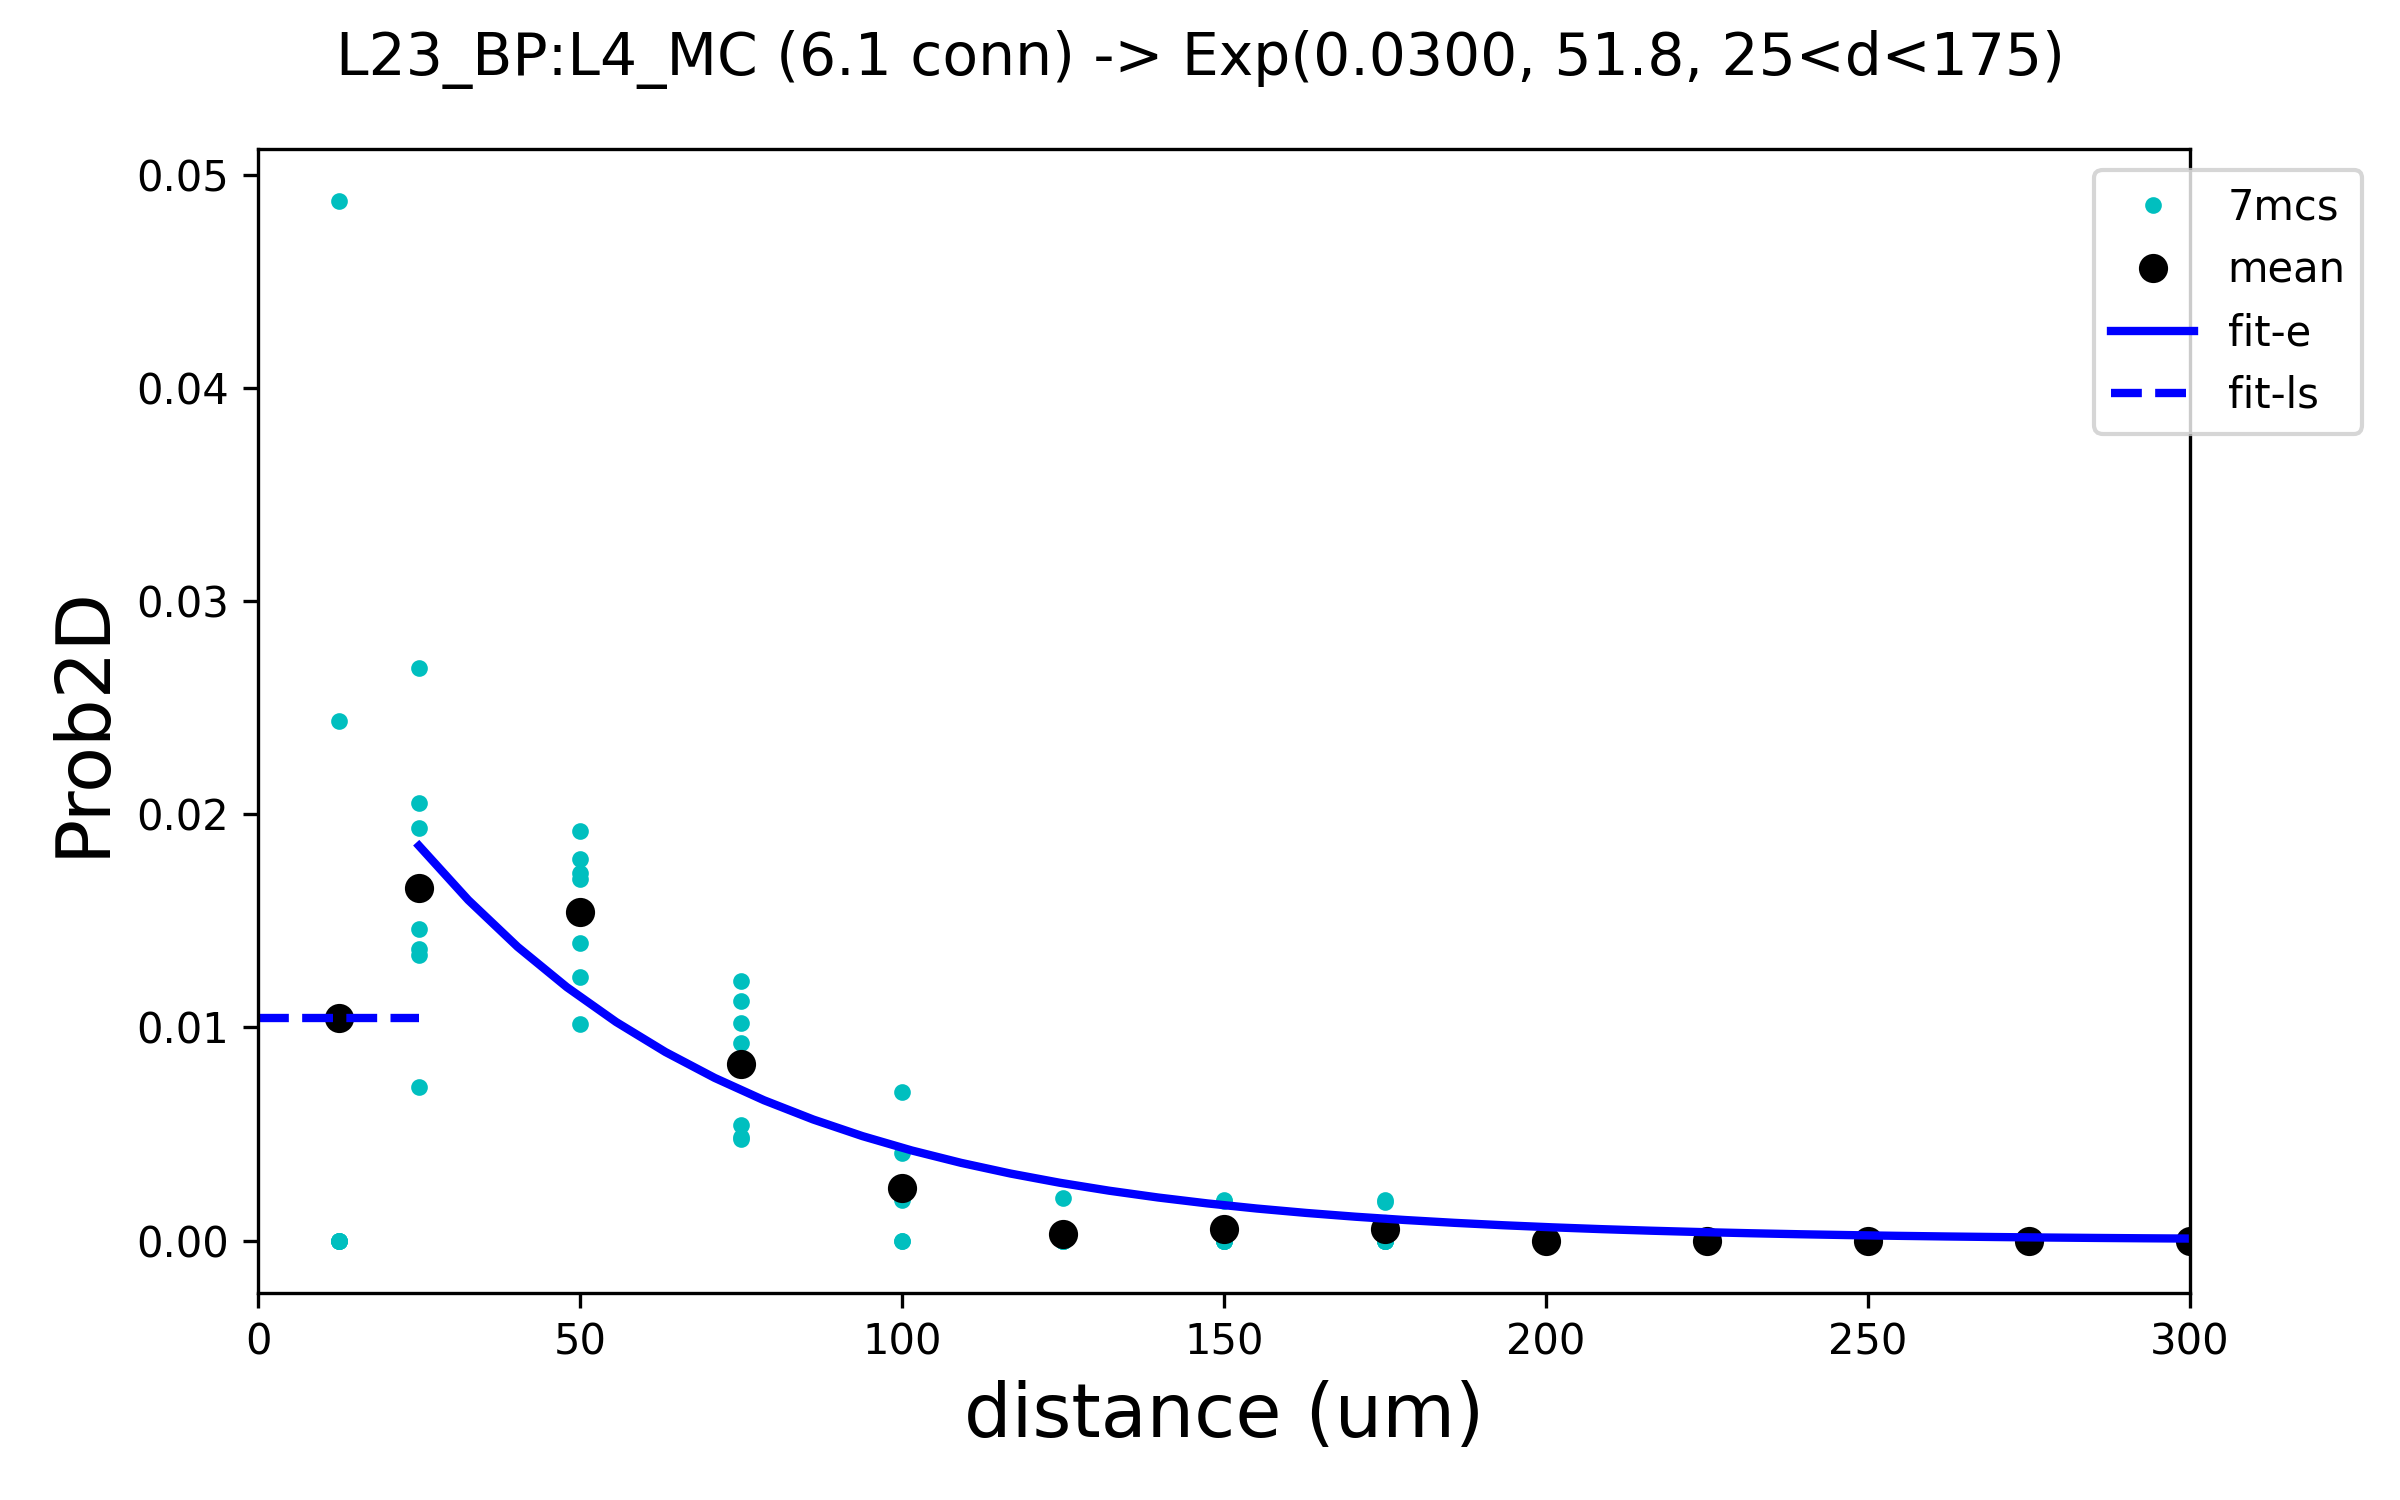 L23_BP:L4_MC (6.1 conn) -> Exp(0.0300, 51.8, 25<d<175)
7mcs
mean
fit-e
fit-ls
Prob2D
0.05
0.04
0.03
0.02
0.01
0.00
0
50
100
150
200
250
300
distance (um)